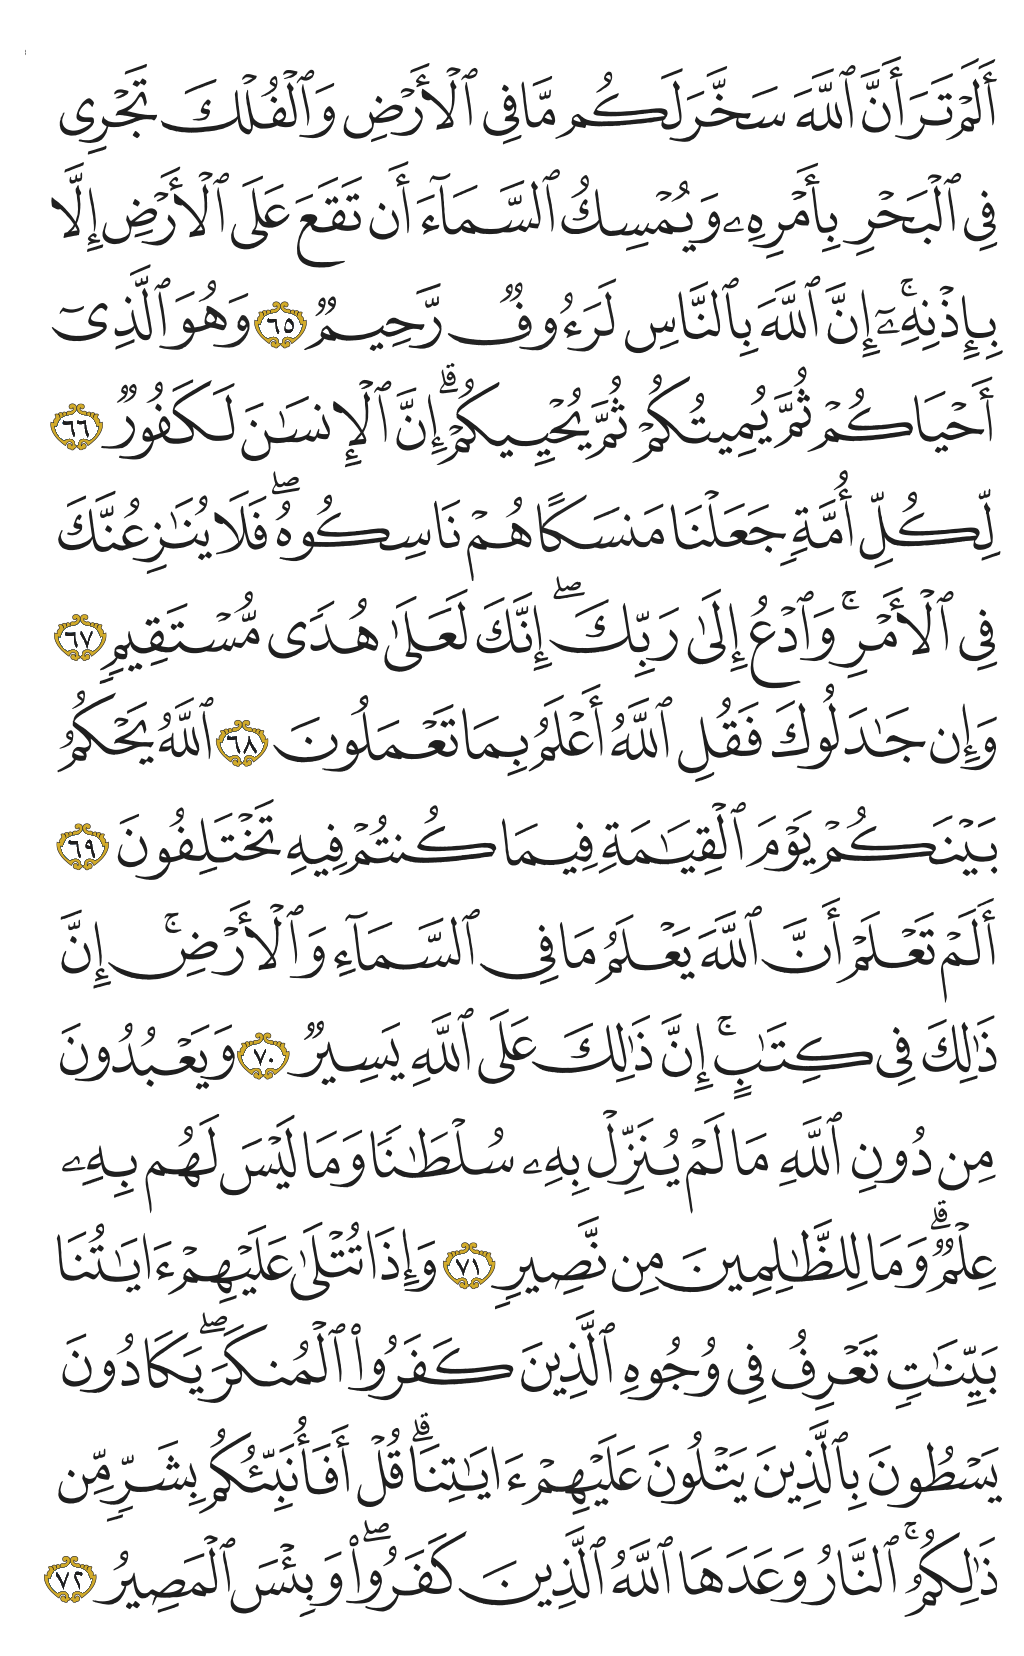 أَلَمْ تَرَ أَنَّ ٱللَّهَ سَخَّرَ لَكُم مَّا فِى ٱلْأَرْضِ وَٱلْفُلْكَ تَجْرِى
فِى ٱلْبَحْرِ بِأَمْرِهِۦ وَيُمْسِكُ ٱلسَّمَآءَ أَن تَقَعَ عَلَى ٱلْأَرْضِ إِلَّا
بِإِذْنِهِۦٓ ۚ إِنَّ ٱللَّهَ بِٱلنَّاسِ لَرَءُوفٌ رَّحِيمٌ ٦٥ وَهُوَ ٱلَّذِىٓ
أَحْيَاكُمْ ثُمَّ يُمِيتُكُمْ ثُمَّ يُحْيِيكُمْ ۗ إِنَّ ٱلْإِنسَـٰنَ لَكَفُورٌ ٦٦
لِّكُلِّ أُمَّةٍ جَعَلْنَا مَنسَكًا هُمْ نَاسِكُوهُ ۖ فَلَا يُنَـٰزِعُنَّكَ
فِى ٱلْأَمْرِ ۚ وَٱدْعُ إِلَىٰ رَبِّكَ ۖ إِنَّكَ لَعَلَىٰ هُدًى مُّسْتَقِيمٍ ٦٧
وَإِن جَـٰدَلُوكَ فَقُلِ ٱللَّهُ أَعْلَمُ بِمَا تَعْمَلُونَ ٦٨ ٱللَّهُ يَحْكُمُ
بَيْنَكُمْ يَوْمَ ٱلْقِيَـٰمَةِ فِيمَا كُنتُمْ فِيهِ تَخْتَلِفُونَ ٦٩
أَلَمْ تَعْلَمْ أَنَّ ٱللَّهَ يَعْلَمُ مَا فِى ٱلسَّمَآءِ وَٱلْأَرْضِ ۚ إِنَّ
ذَٰلِكَ فِى كِتَـٰبٍ ۚ إِنَّ ذَٰلِكَ عَلَى ٱللَّهِ يَسِيرٌ ٧٠ وَيَعْبُدُونَ
مِن دُونِ ٱللَّهِ مَا لَمْ يُنَزِّلْ بِهِۦ سُلْطَـٰنًا وَمَا لَيْسَ لَهُم بِهِۦ
عِلْمٌ ۗ وَمَا لِلظَّـٰلِمِينَ مِن نَّصِيرٍ ٧١ وَإِذَا تُتْلَىٰ عَلَيْهِمْ ءَايَـٰتُنَا
بَيِّنَـٰتٍ تَعْرِفُ فِى وُجُوهِ ٱلَّذِينَ كَفَرُوا۟ ٱلْمُنكَرَ ۖ يَكَادُونَ
يَسْطُونَ بِٱلَّذِينَ يَتْلُونَ عَلَيْهِمْ ءَايَـٰتِنَا ۗ قُلْ أَفَأُنَبِّئُكُم بِشَرٍّ مِّن
ذَٰلِكُمُ ۚ ٱلنَّارُ وَعَدَهَا ٱللَّهُ ٱلَّذِينَ كَفَرُوا۟ ۖ وَبِئْسَ ٱلْمَصِيرُ ٧٢